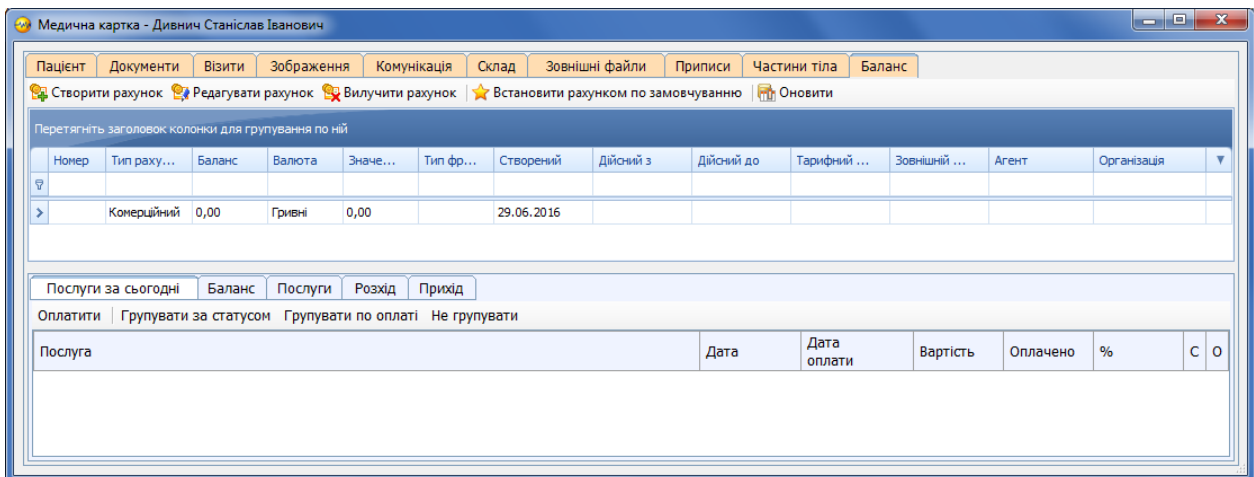 Медична картка - Дивнич Станіслав Іванович
Пацієнт Документи Візити Зображення Комунікація Склад Зовнішні файли Приписи Частини тіла Баланс
Створити рахунок Редагувати рахунок Вилучити рахунок Встановити рахунком по замовчуванню Оновити
Перетягніть заголовок колонки для групування по ній
Номер Тип раху... Баланс Валюта Значе... Тип фр... Створений Дійсний з Дійсний до Тарифний ... Зовнішній ... Агент Організація
Комерційний 0,00 Гривні 0,00 29.06.2016
Послуги за сьогодні Баланс Послуги Розхід Прихід
Оплатити Групувати за статусом Групувати по оплаті Не групувати
Послуга Дата Дата оплати Вартість Оплачено % С О